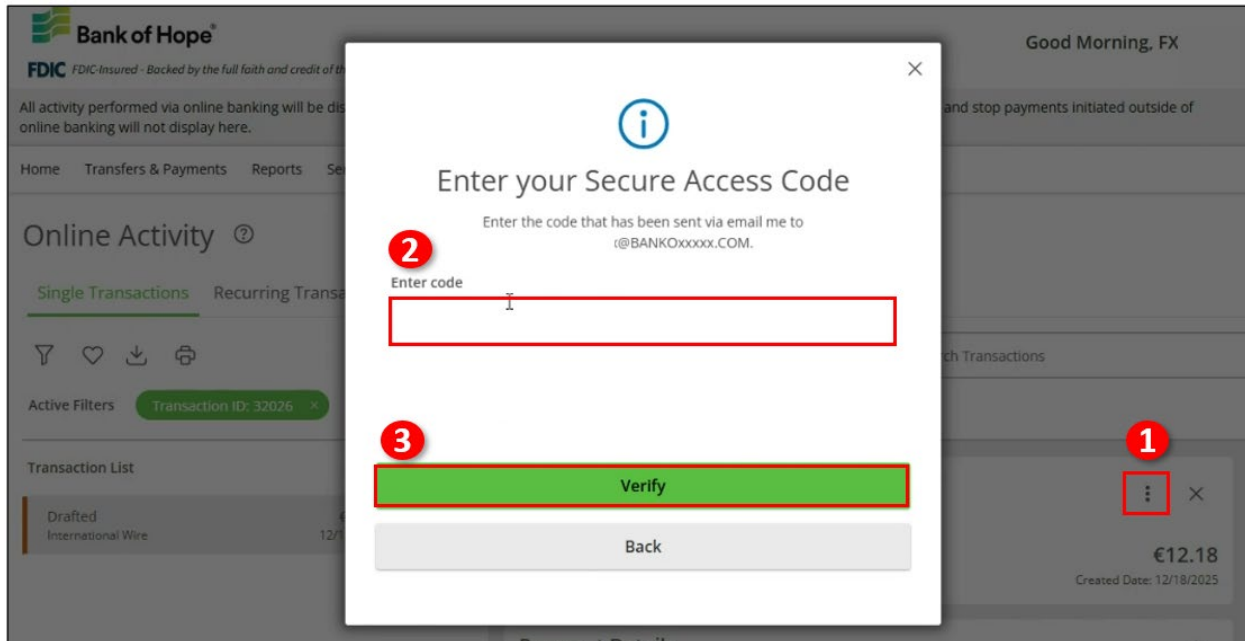 Bank of Hope®
Good Morning, FX
FDIC FDIC-Insured - Backed by the full faith and credit of th
All activity performed via online banking will be dis
and stop payments initiated outside of
online banking will not display here.
Home Transfers & Payments Reports Se
Online Activity
Single Transactions Recurring Transa
ch Transactions
Active Filters Transaction ID: 32026 ×
Transaction List
Drafted €
International Wire 12/1
Enter your Secure Access Code
Enter the code that has been sent via email me to
@BANKOxxxxx.COM.
2
Enter code
3
Verify
Back
1
€12.18
Created Date: 12/18/2025